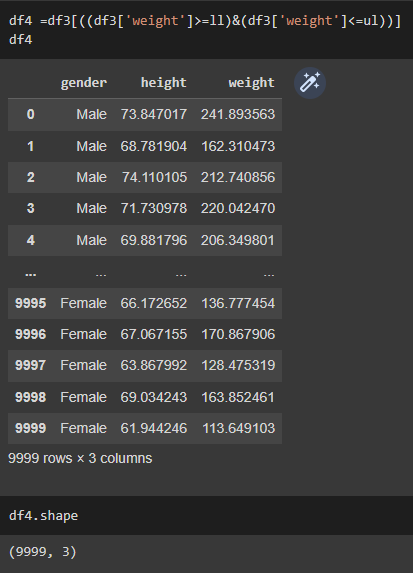 df4 =df3[((df3['weight']>=ll)&(df3['weight']<=ul))]
df4
gender height weight
0 Male 73.847017 241.893563
1 Male 68.781904 162.310473
2 Male 74.110105 212.740856
3 Male 71.730978 220.042470
4 Male 69.881796 206.349801
... ... ... ...
9995 Female 66.172652 136.777454
9996 Female 67.067155 170.867906
9997 Female 63.867992 128.475319
9998 Female 69.034243 163.852461
9999 Female 61.944246 113.649103
9999 rows × 3 columns
df4.shape
(9999, 3)